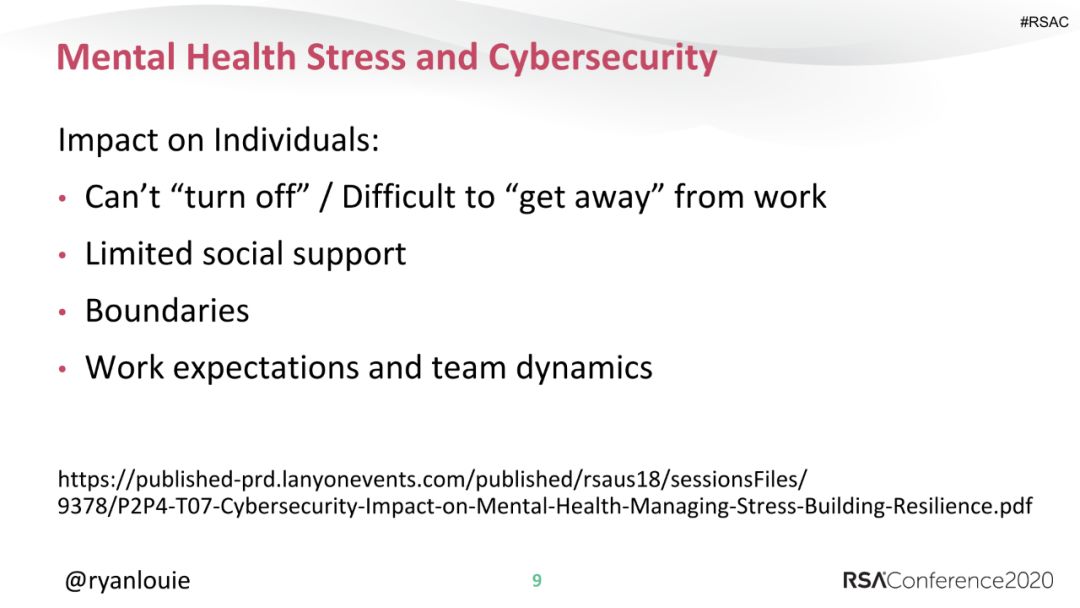 #RSAC
Mental Health Stress and Cybersecurity
Impact on Individuals:
• Can’t “turn off” / Difficult to “get away” from work
• Limited social support
• Boundaries
• Work expectations and team dynamics
https://published-prd.lanyonevents.com/published/rsaus18/sessionsFiles/
9378/P2P4-T07-Cybersecurity-Impact-on-Mental-Health-Managing-Stress-Building-Resilience.pdf
@ryanlouie
9
RSAConference2020